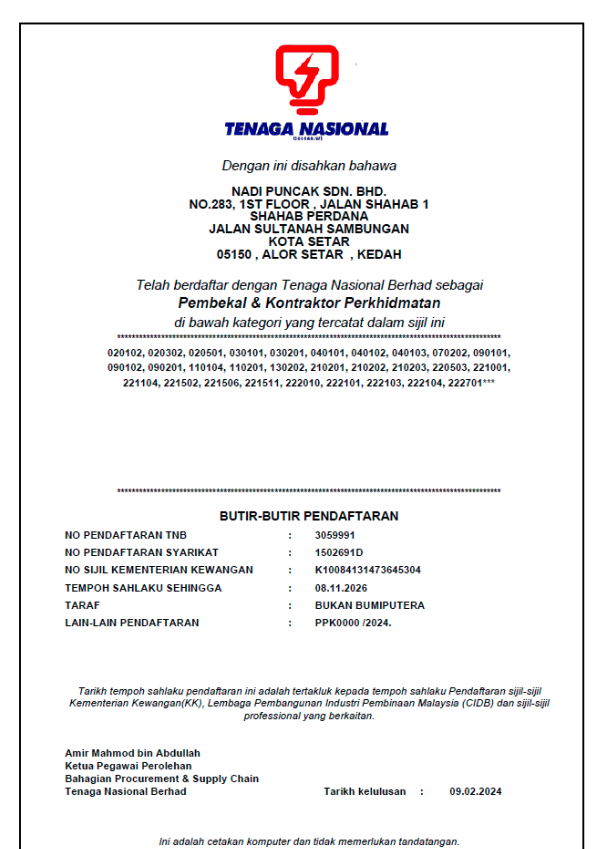 TENAGA NASIONAL
Dengan ini disahkan bahawa
NADI PUNCAK SDN. BHD.
NO.283, 1ST FLOOR , JALAN SHAHAB 1
SHAHAB PERDANA
JALAN SULTANAH SAMBUNGAN
KOTA SETAR
05150 , ALOR SETAR , KEDAH
Telah berdaftar dengan Tenaga Nasional Berhad sebagai
Pembekal & Kontraktor Perkhidmatan
di bawah kategori yang tercatat dalam sijil ini
020102, 020302, 020501, 030101, 030201, 040101, 040102, 040103, 070202, 090101,
090102, 090201, 110104, 110201, 130202, 210201, 210202, 210203, 220503, 221001,
221104, 221502, 221506, 221511, 222010, 222101, 222103, 222104, 222701***
BUTIR-BUTIR PENDAFTARAN
NO PENDAFTARAN TNB : 3059991
NO PENDAFTARAN SYARIKAT : 1502691D
NO SIJIL KEMENTERIAN KEWANGAN : K10084131473645304
TEMPOH SAHLAKU SEHINGGA : 08.11.2026
TARAF : BUKAN BUMIPUTERA
LAIN-LAIN PENDAFTARAN : PPK0000 /2024.
Tarikh tempoh sahlaku pendaftaran ini adalah tertakluk kepada tempoh sahlaku Pendaftaran sijil-sijil
Kementerian Kewangan(KK), Lembaga Pembangunan Industri Pembinaan Malaysia (CIDB) dan sijil-sijil
professional yang berkaitan.
Amir Mahmod bin Abdullah
Ketua Pegawai Perolehan
Bahagian Procurement & Supply Chain
Tenaga Nasional Berhad Tarikh kelulusan : 09.02.2024
Ini adalah cetakan komputer dan tidak memerlukan tandatangan.